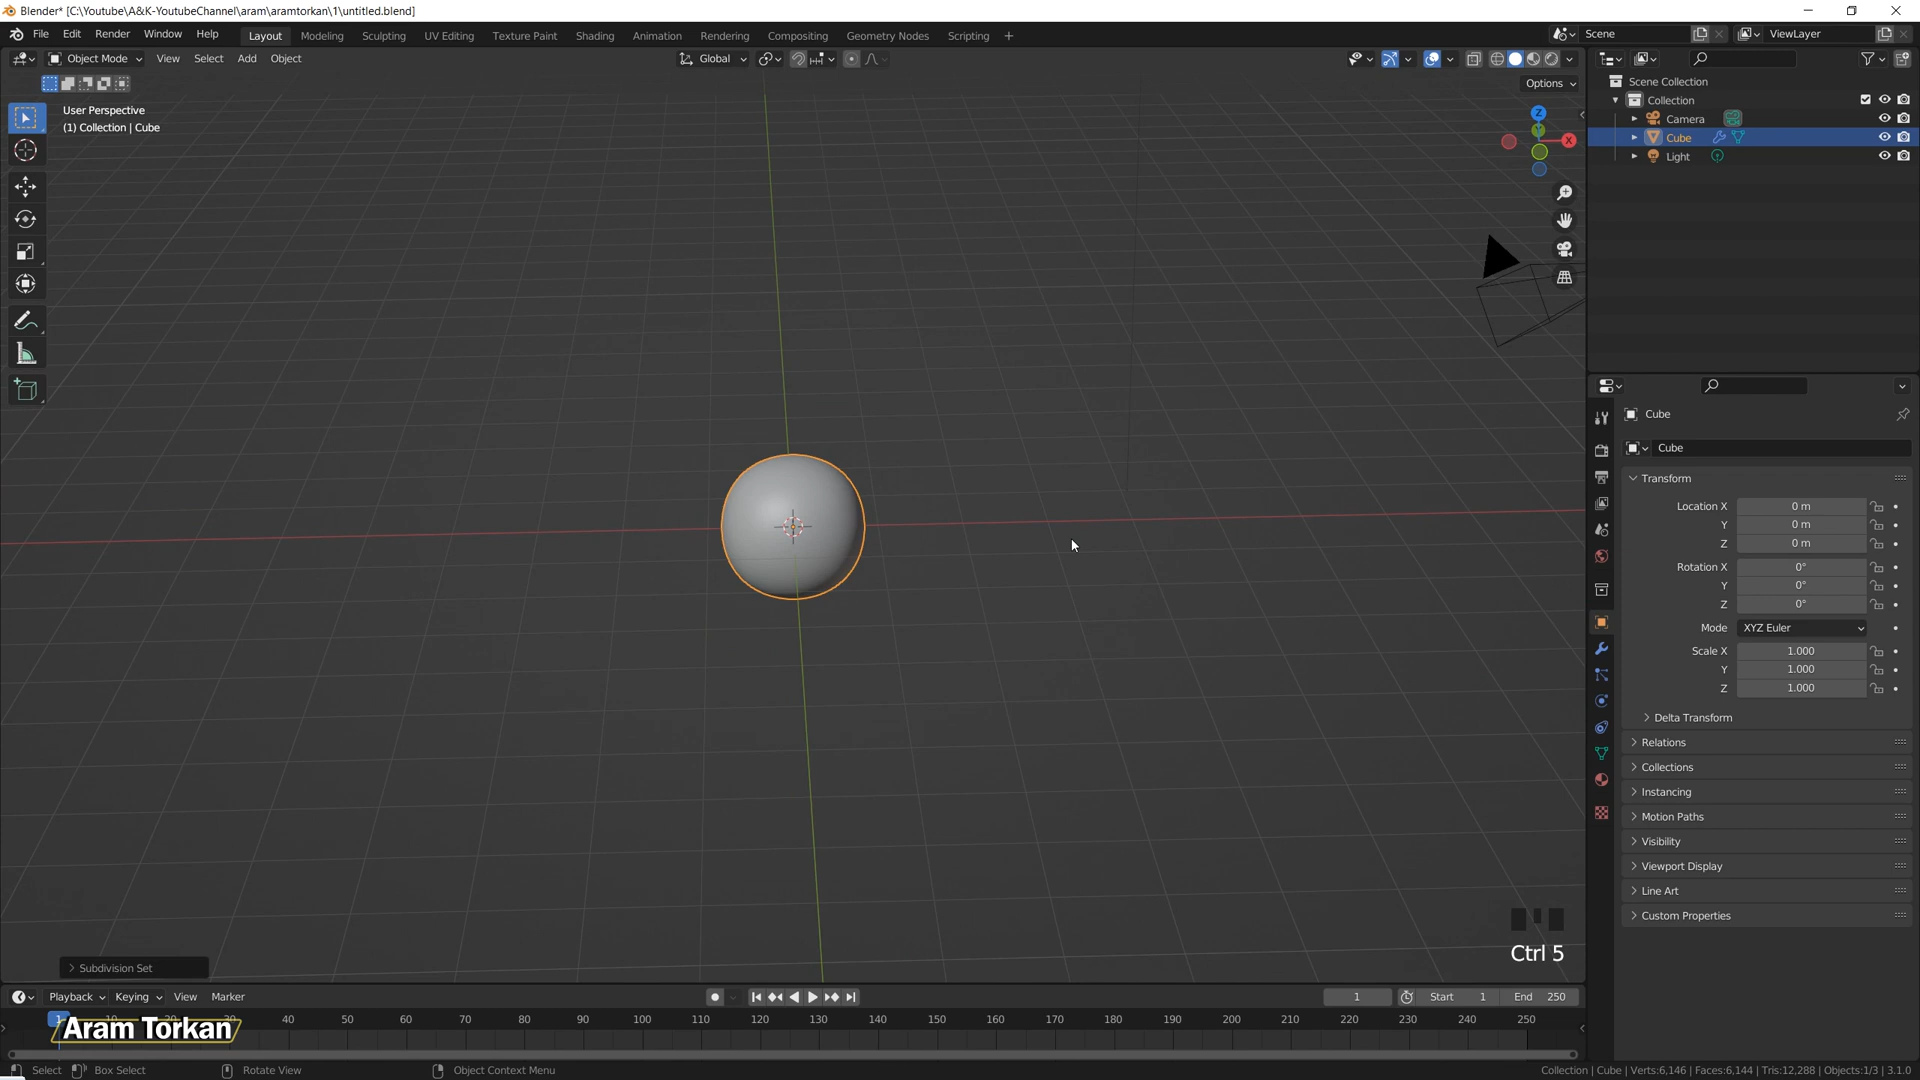 Blender* [C:\Youtube\A&K-YoutubeChannel\aram\aramtorkan\1\untitled.blend]
File Edit Render Window Help Layout Modeling Sculpting UV Editing Texture Paint Shading Animation Rendering Compositing Geometry Nodes Scripting + Scene ViewLayer
Object Mode View Select Add Object Global
Options
User Perspective
(1) Collection | Cube
Z
X
Y
Scene Collection
Collection
Camera
Cube
Light
Cube
Cube
Transform
Location X 0 m
Y 0 m
Z 0 m
Rotation X 0°
Y 0°
Z 0°
Mode XYZ Euler
Scale X 1.000
Y 1.000
Z 1.000
Delta Transform
Relations
Collections
Instancing
Motion Paths
Visibility
Viewport Display
Line Art
Custom Properties
Ctrl 5
Subdivision Set
Playback Keying View Marker 1 Start 1 End 250
1 10 20 30 40 50 60 70 80 90 100 110 120 130 140 150 160 170 180 190 200 210 220 230 240 250
Aram Torkan
Select Box Select Rotate View Object Context Menu Collection | Cube | Verts:6,146 | Faces:6,144 | Tris:12,288 | Objects:1/3 | 3.1.0